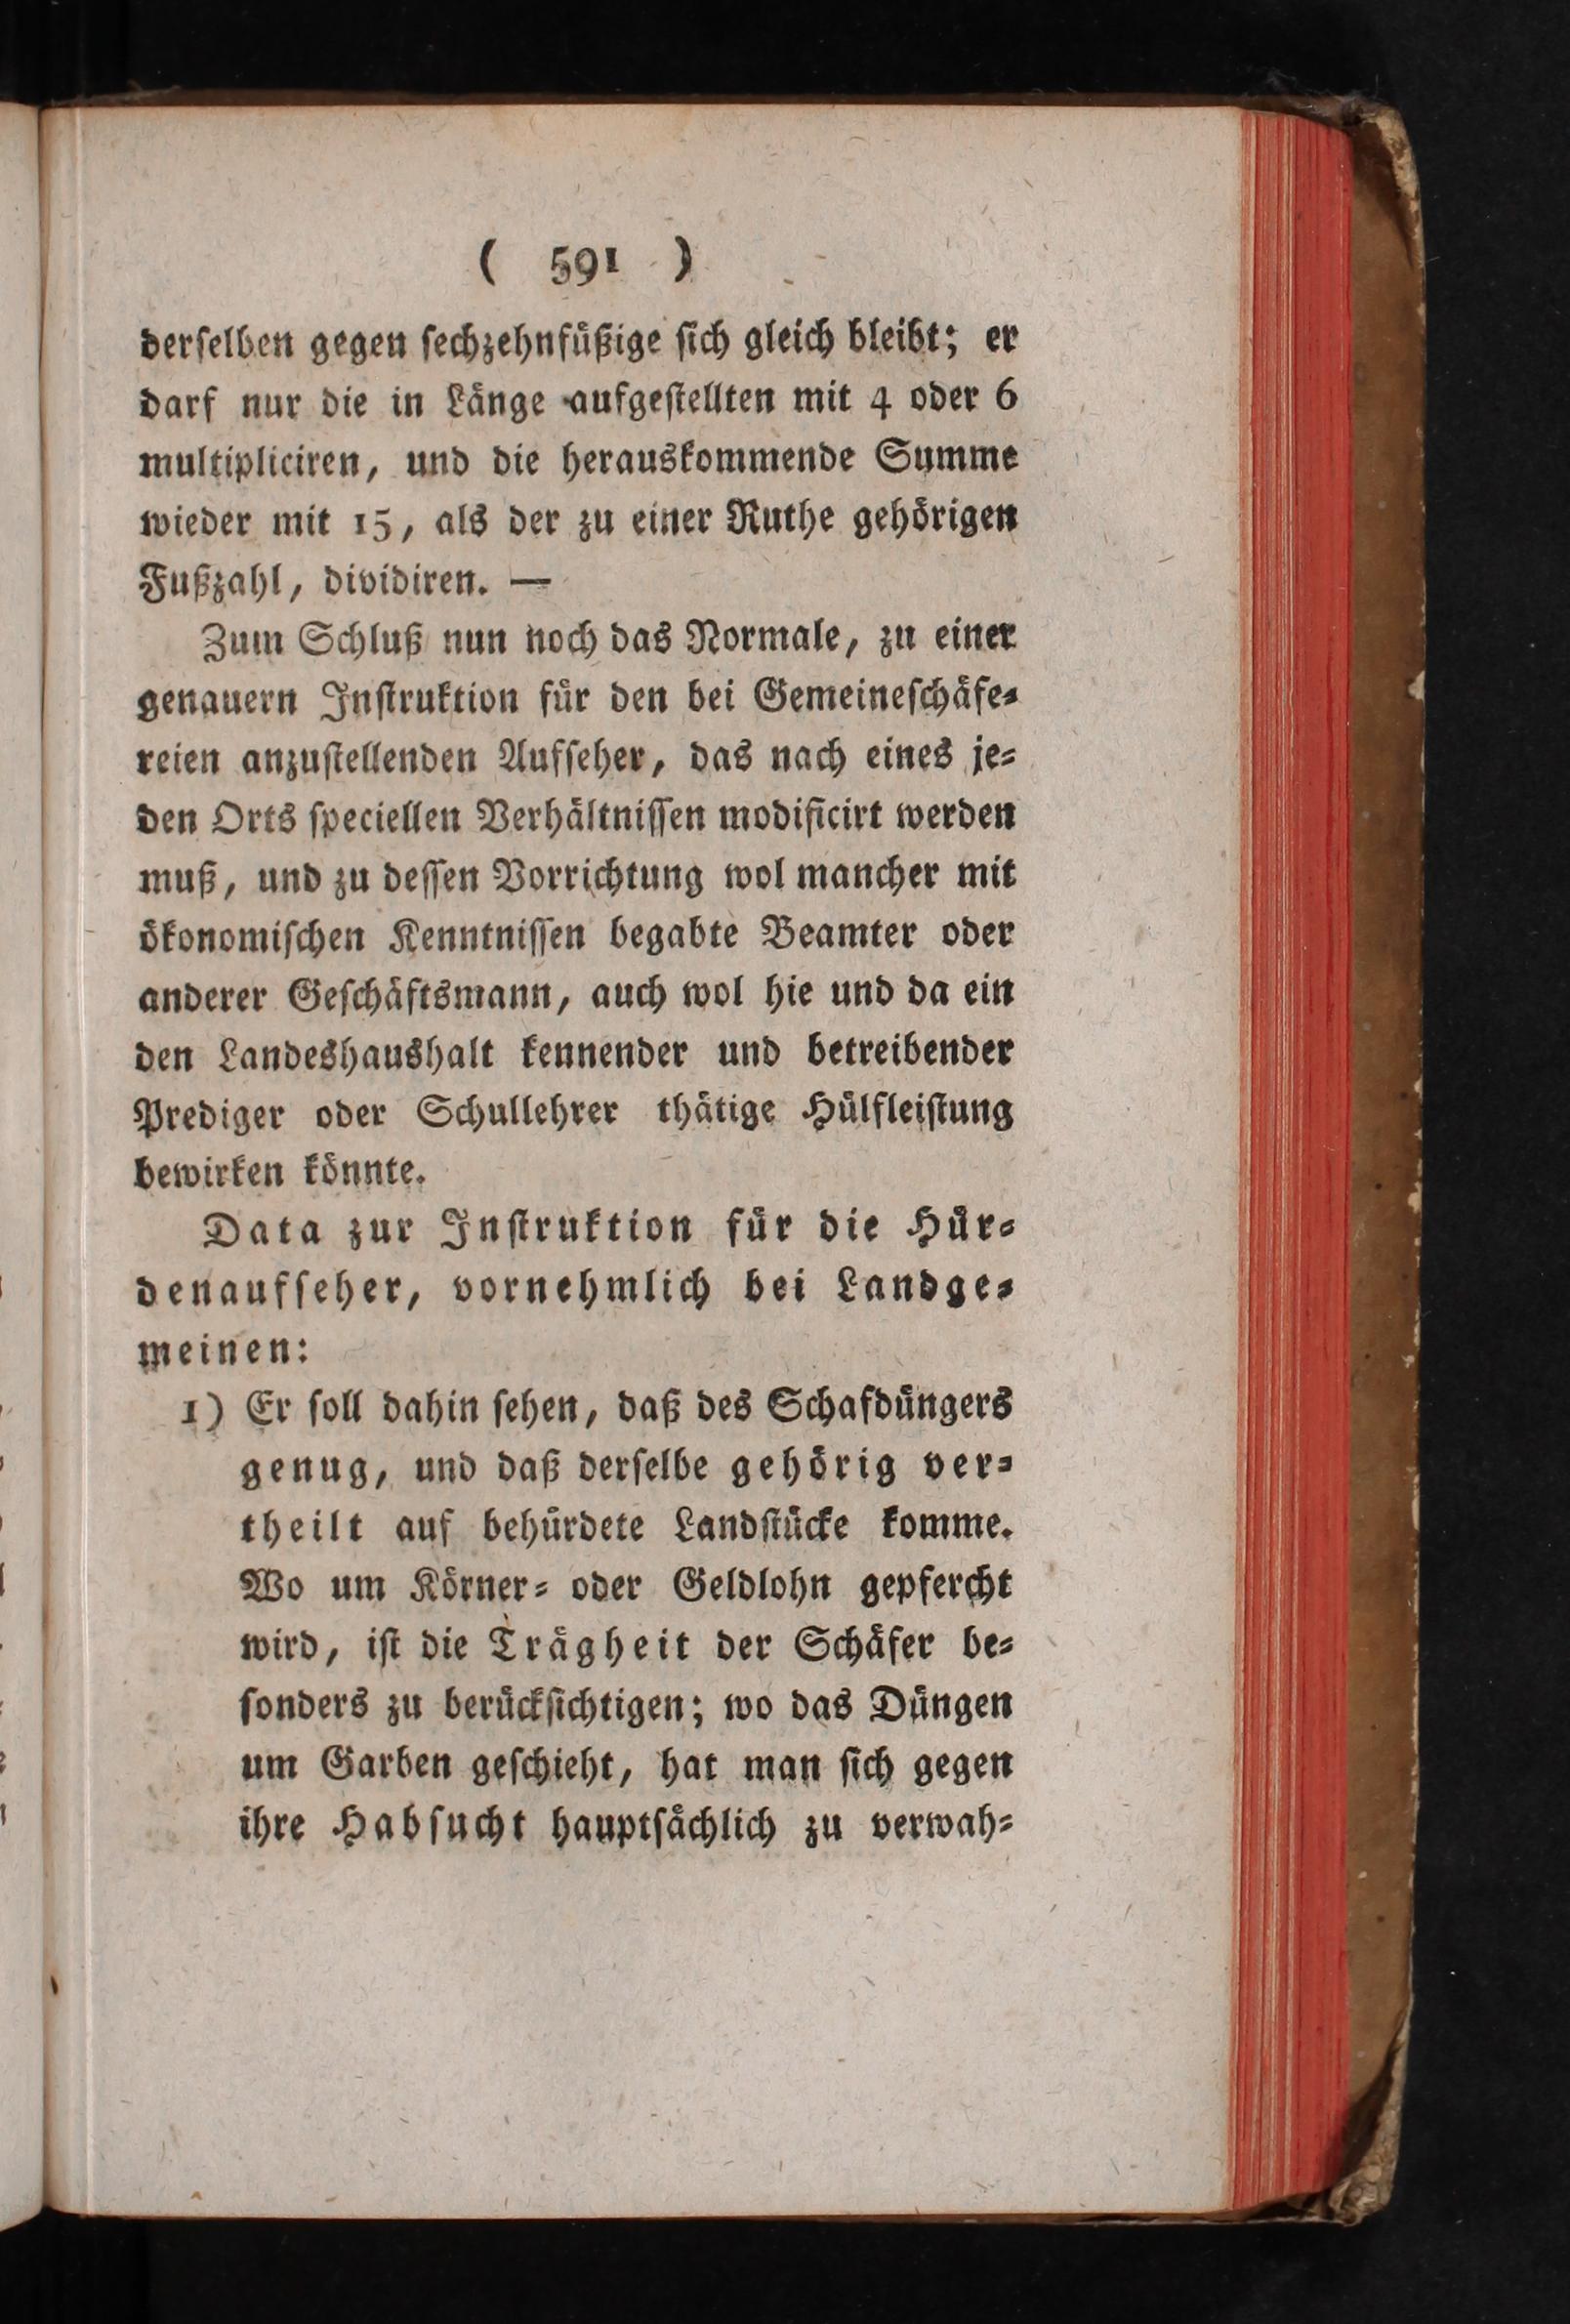 ( 591 )
derſelben gegen ſechzehnfüßige ſich gleich bleibt; er
darf nur die in Länge aufgeſtellten mit 4 oder 6
multipliciren, und die herauskommende Summe
wieder mit 15, als der zu einer Ruthe gehörigen
Fußzahl, dividiren. —
Zum Schluß nun noch das Normale, zu einer
genauern Inſtruktion für den bei Gemeineſchäfe⸗
reien anzuſtellenden Aufſeher, das nach eines je⸗
den Orts ſpeciellen Verhältniſſen modificirt werden
muß, und zu deſſen Vorrichtung wol mancher mit
ökonomiſchen Kenntniſſen begabte Beamter oder
anderer Geſchäftsmann, auch wol hie und da ein
den Landeshaushalt kennender und betreibender
Prediger oder Schullehrer thätige Hülfleiſtung
bewirken könnte.
Data zur Inſtruktion für die Hür⸗
denaufſeher, vornehmlich bei Landge⸗
meinen:
1) Er ſoll dahin ſehen, daß des Schafdüngers
genug, und daß derſelbe gehörig ver⸗
theilt auf behürdete Landſtücke komme.
Wo um Körner⸗ oder Geldlohn gepfercht
wird, iſt die Trägheit der Schäfer be⸗
ſonders zu berückſichtigen; wo das Düngen
um Garben geſchieht, hat man ſich gegen
ihre Habſucht hauptſächlich zu verwah⸗